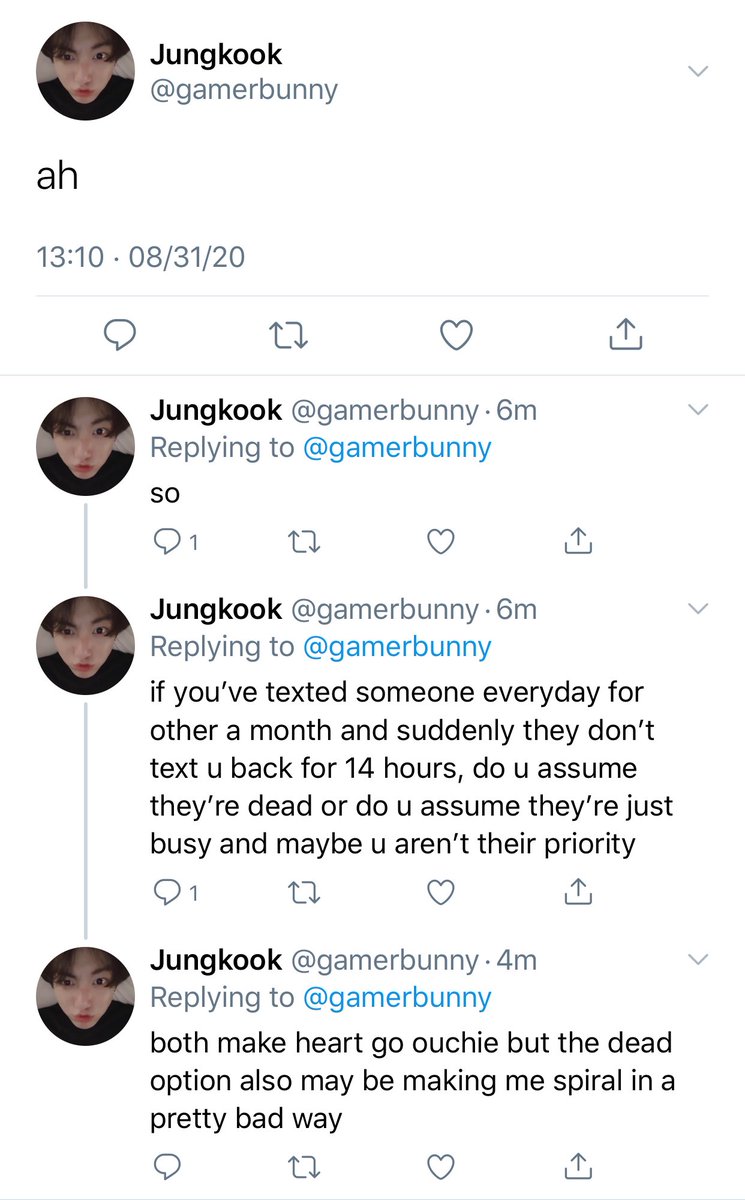 Jungkook
@gamerbunny
ah
13:10 · 08/31/20
Jungkook @gamerbunny · 6m
Replying to @gamerbunny
so
1
Jungkook @gamerbunny · 6m
Replying to @gamerbunny
if you’ve texted someone everyday for
other a month and suddenly they don’t
text u back for 14 hours, do u assume
they’re dead or do u assume they’re just
busy and maybe u aren’t their priority
1
Jungkook @gamerbunny · 4m
Replying to @gamerbunny
both make heart go ouchie but the dead
option also may be making me spiral in a
pretty bad way